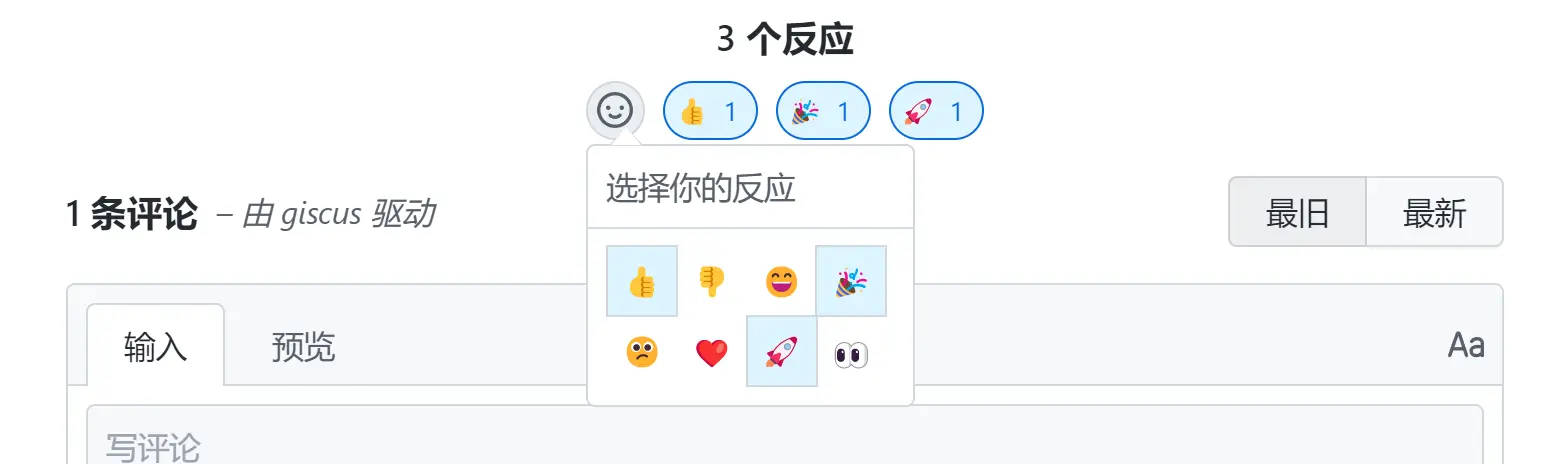 3 个反应
👍 1 🎉 1 🚀 1
选择你的反应
1 条评论 – 由 giscus 驱动
最旧 最新
输入 预览 Aa
写评论